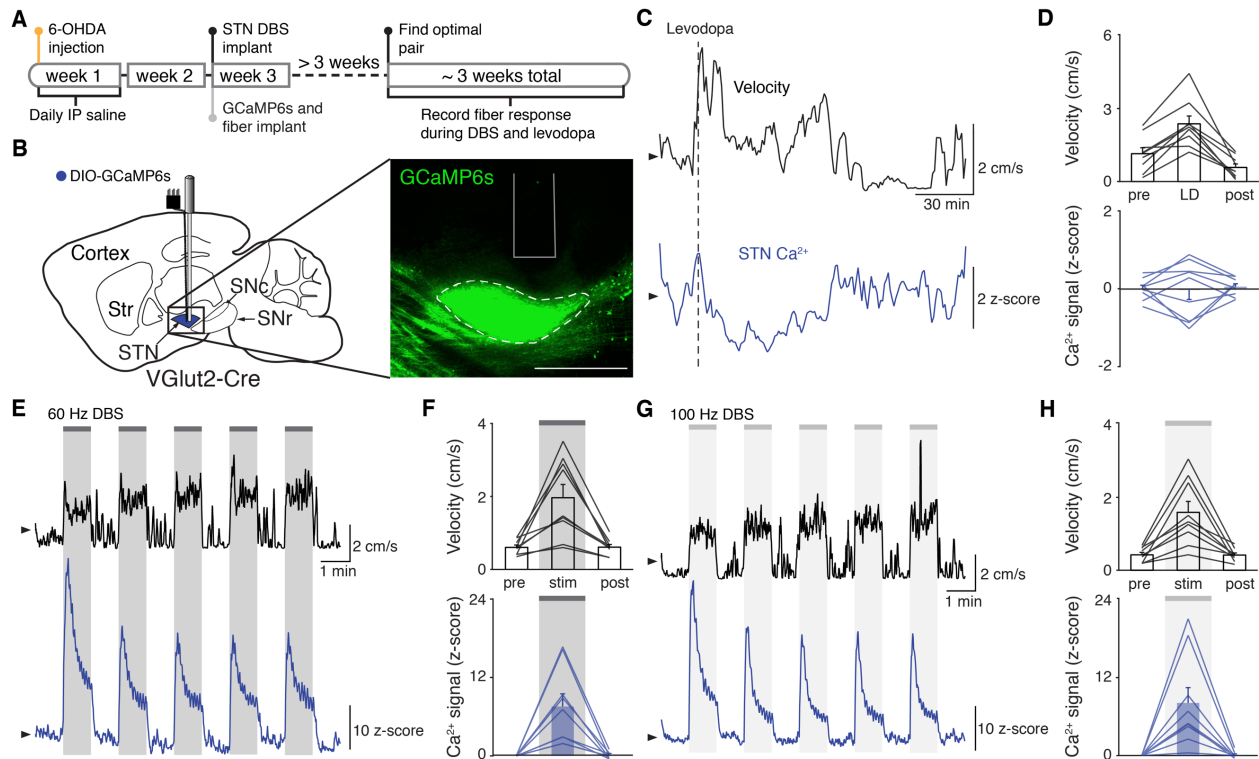 A
6-OHDA
injection
STN DBS
implant
Find optimal
pair
week 1
week 2
week 3
> 3 weeks
~ 3 weeks total
Daily IP saline
GCaMP6s and
fiber implant
Record fiber response
during DBS and levodopa
B
DIO-GCaMP6s
Cortex
Str
SNc
SNr
STN
VGlut2-Cre
GCaMP6s
C
Levodopa
Velocity
2 cm/s
30 min
STN Ca²⁺
2 z-score
D
Velocity (cm/s)
6
3
0
pre LD post
Ca²⁺ signal (z-score)
2
0
-2
E
60 Hz DBS
2 cm/s
1 min
10 z-score
F
Velocity (cm/s)
4
2
0
pre stim post
Ca²⁺ signal (z-score)
24
12
0
G
100 Hz DBS
2 cm/s
1 min
10 z-score
H
Velocity (cm/s)
4
2
0
pre stim post
Ca²⁺ signal (z-score)
24
12
0